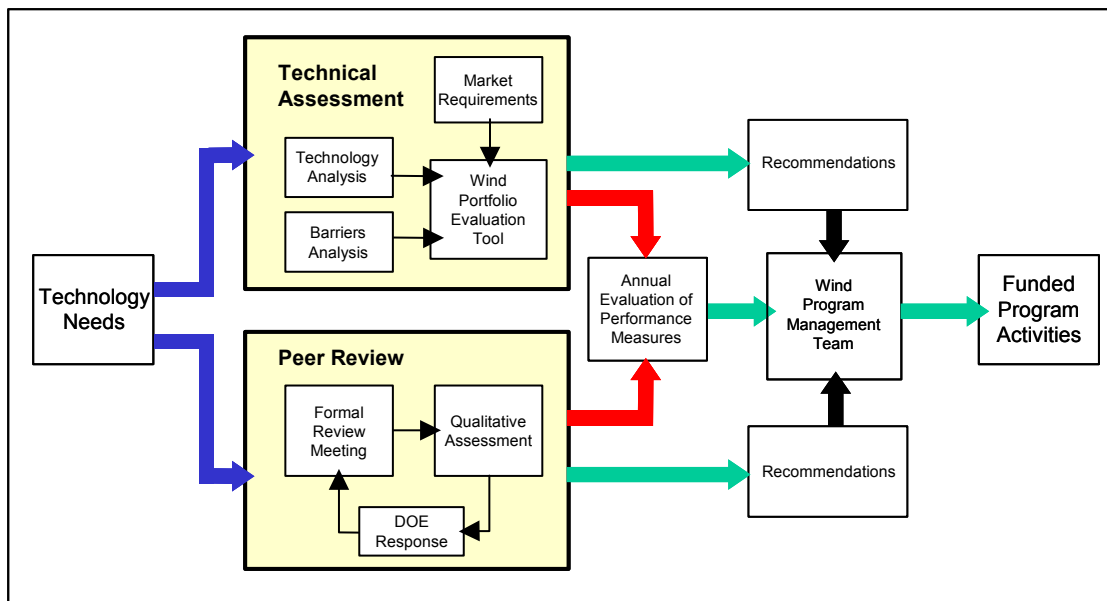 Technical
Assessment
Market
Requirements
Technology
Analysis
Wind
Portfolio
Evaluation
Tool
Barriers
Analysis
Technology
Needs
Peer Review
Formal
Review
Meeting
Qualitative
Assessment
DOE
Response
Annual
Evaluation of
Performance
Measures
Recommendations
Wind
Program
Management
Team
Recommendations
Funded
Program
Activities